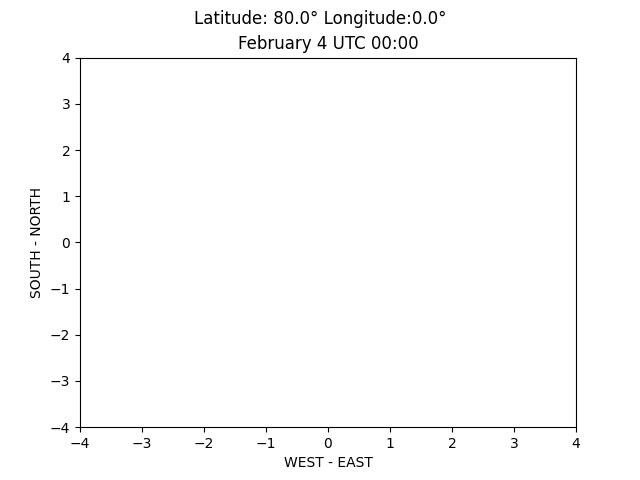 Latitude: 80.0° Longitude:0.0°
February 4 UTC 00:00
4
3
2
1
0
−1
−2
−3
−4
SOUTH - NORTH
−4 −3 −2 −1 0 1 2 3 4
WEST - EAST